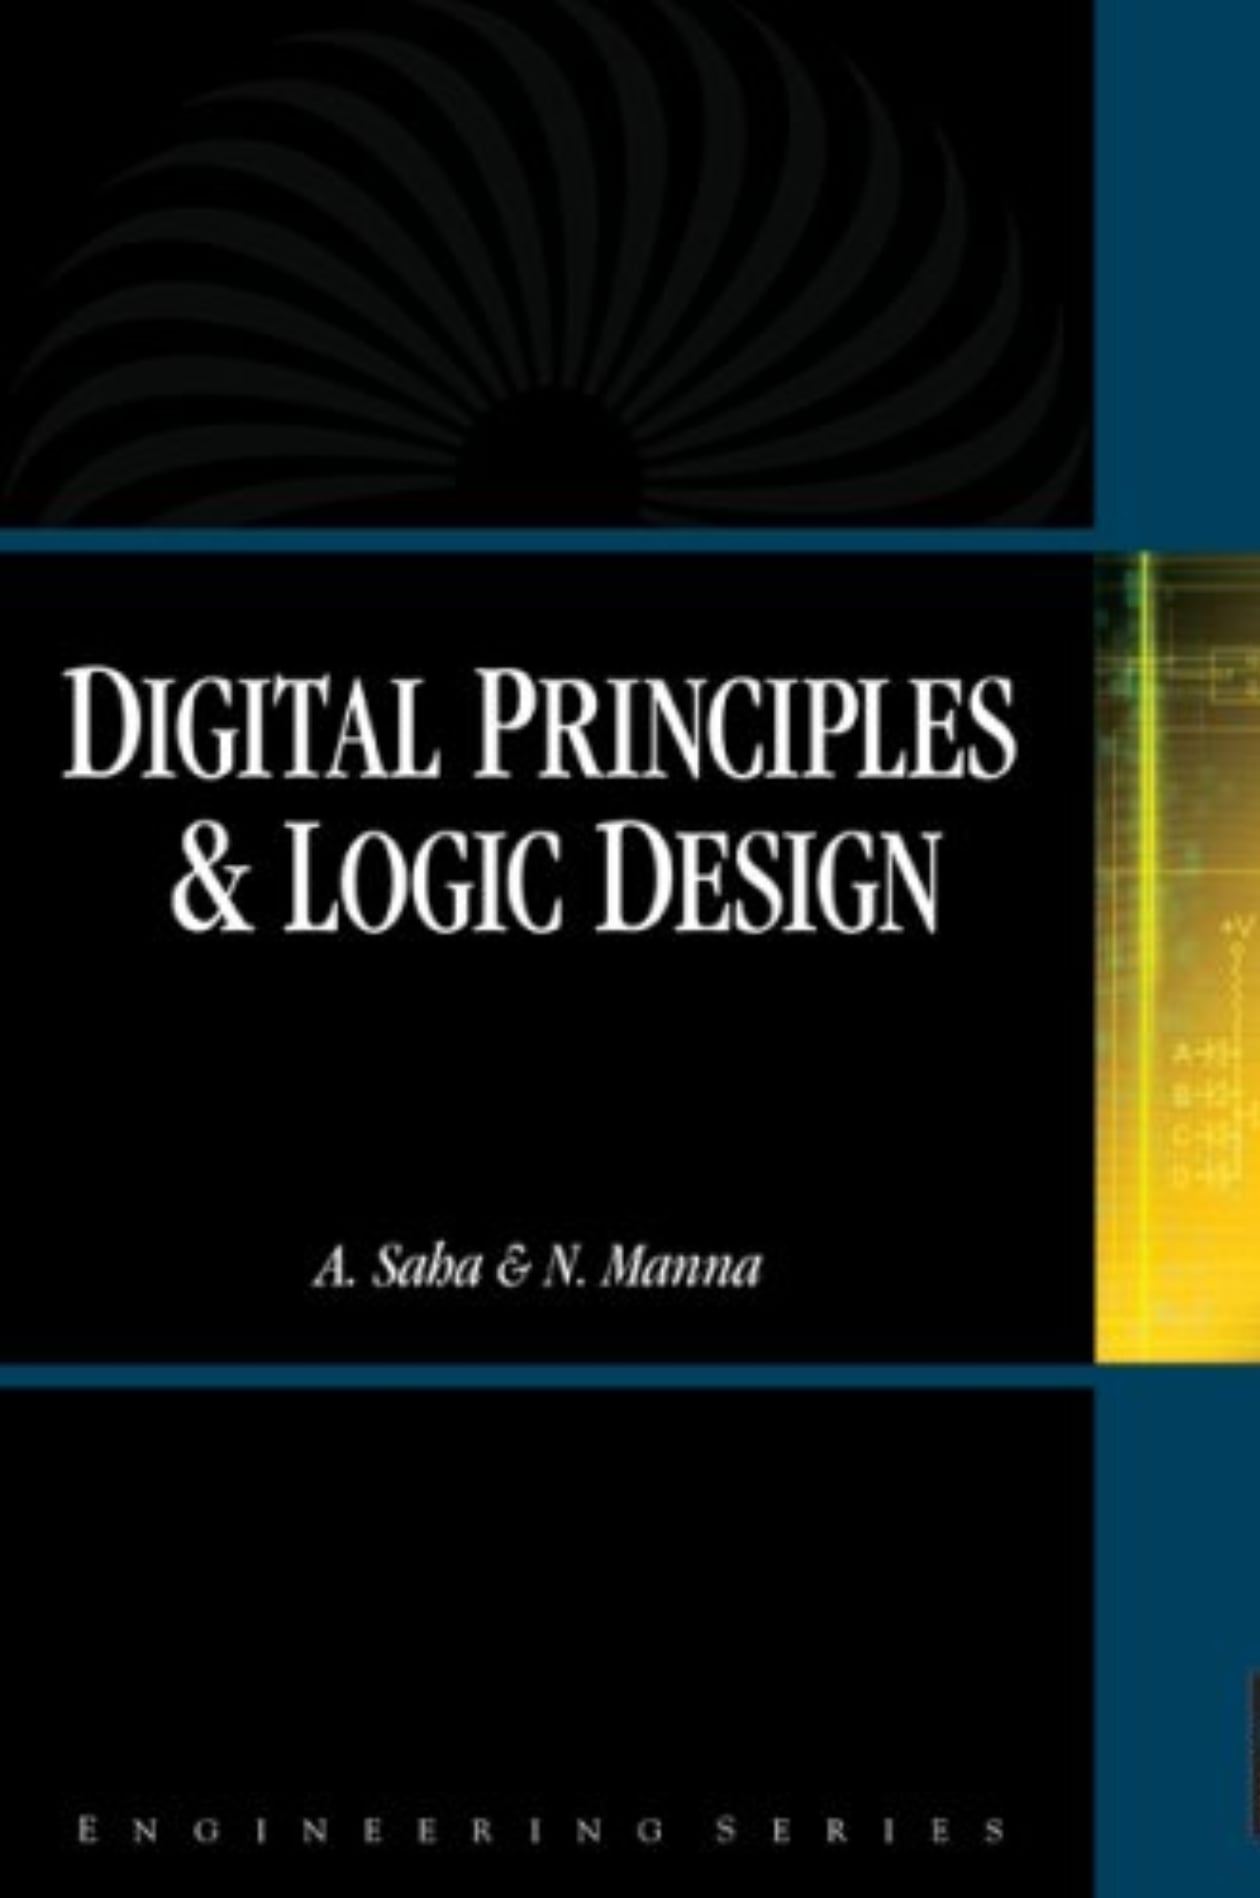 DIGITAL PRINCIPLES
& LOGIC DESIGN
A. Saha & N. Manna
ENGINEERING SERIES
+V
A
B
C
D